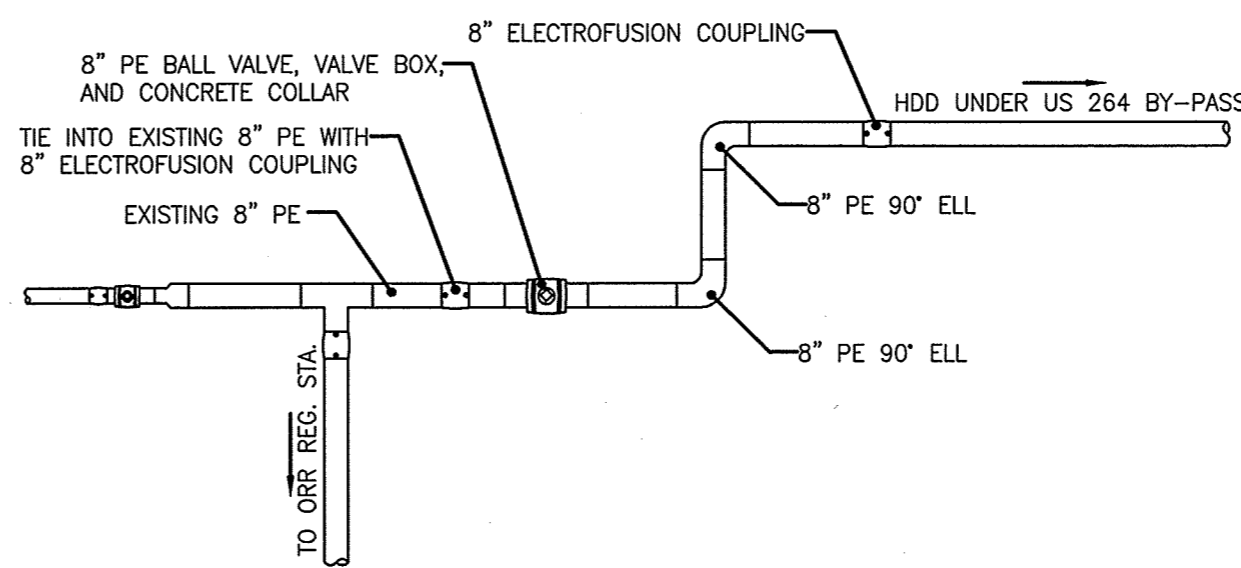 8" ELECTROFUSION COUPLING
8" PE BALL VALVE, VALVE BOX,
AND CONCRETE COLLAR
HDD UNDER US 264 BY-PASS
TIE INTO EXISTING 8" PE WITH
8" ELECTROFUSION COUPLING
EXISTING 8" PE
8" PE 90° ELL
8" PE 90° ELL
TO ORR REG. STA.